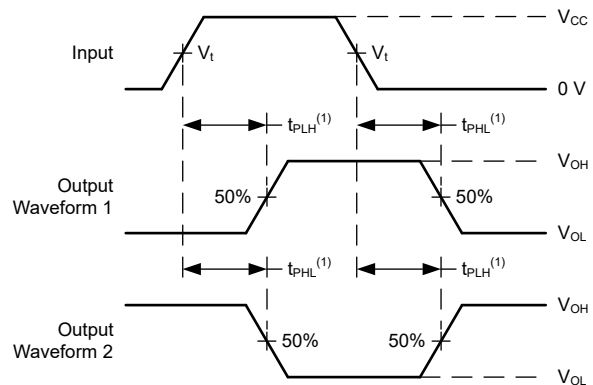 V_CC
Input V_t V_t
0 V
t_PLH^(1) t_PHL^(1)
V_OH
Output
Waveform 1
50% 50%
V_OL
t_PHL^(1) t_PLH^(1)
V_OH
Output
Waveform 2
50% 50%
V_OL